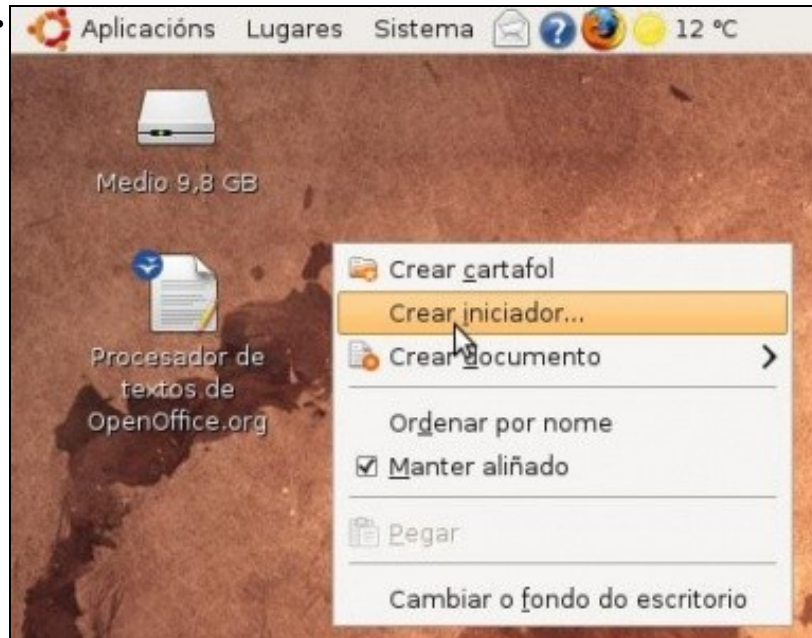 Aplicacións Lugares Sistema 12 °C
Medio 9,8 GB
Procesador de
textos de
OpenOffice.org
Crear cartafol
Crear iniciador...
Crear documento
Ordenar por nome
Manter aliñado
Pegar
Cambiar o fondo do escritorio